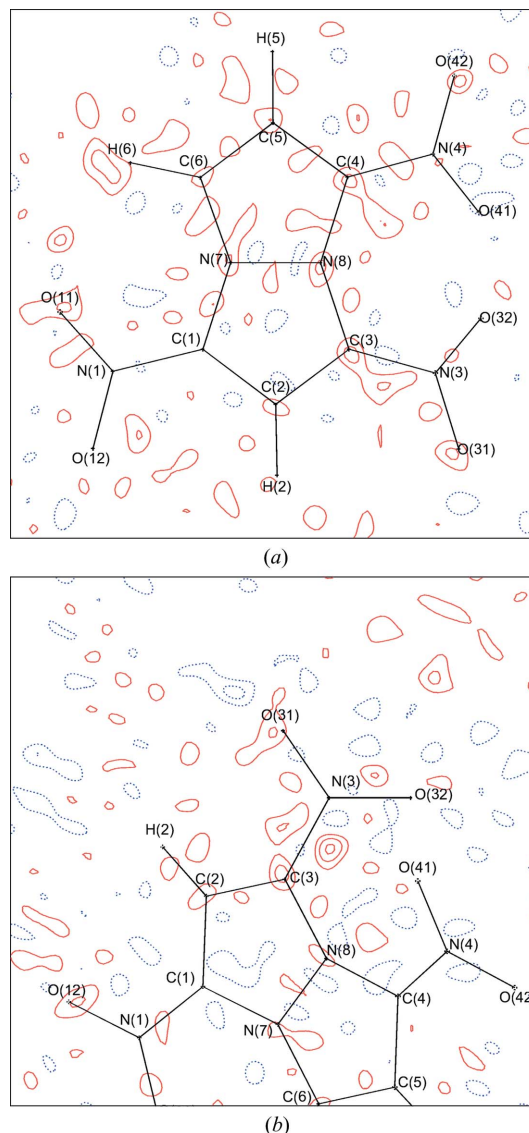 (a)
H(5)
O(42)
H(6)
C(5)
N(4)
C(6)
C(4)
O(41)
N(7)
N(8)
O(11)
O(32)
C(1)
C(3)
N(1)
N(3)
C(2)
O(12)
O(31)
H(2)
(a)
O(31)
N(3)
O(32)
H(2)
O(41)
C(3)
C(2)
N(8)
N(4)
C(1)
O(12)
O(42
C(4)
N(1)
N(7)
C(5)
C(6)
(b)